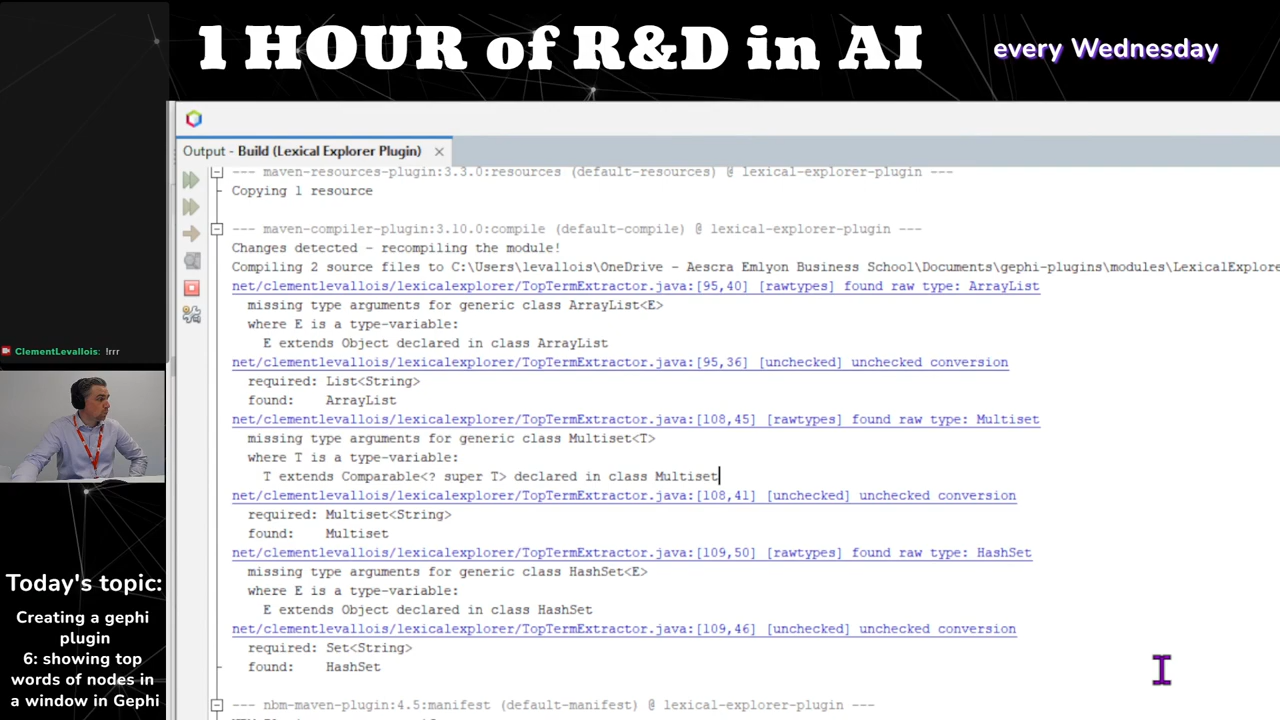 1 HOUR of R&D in AI
every Wednesday
Output - Build (Lexical Explorer Plugin)
--- maven-resources-plugin:3.3.0:resources (default-resources) @ lexical-explorer-plugin ---
Copying 1 resource
--- maven-compiler-plugin:3.10.0:compile (default-compile) @ lexical-explorer-plugin ---
Changes detected - recompiling the module!
Compiling 2 source files to C:\Users\levallois\OneDrive - Aescra Emlyon Business School\Documents\gephi-plugins\modules\LexicalExplore
net/clementlevallois/lexicalexplorer/TopTermExtractor.java:[95,40] [rawtypes] found raw type: ArrayList
missing type arguments for generic class ArrayList<E>
where E is a type-variable:
E extends Object declared in class ArrayList
net/clementlevallois/lexicalexplorer/TopTermExtractor.java:[95,36] [unchecked] unchecked conversion
required: List<String>
found: ArrayList
net/clementlevallois/lexicalexplorer/TopTermExtractor.java:[108,45] [rawtypes] found raw type: Multiset
missing type arguments for generic class Multiset<T>
where T is a type-variable:
T extends Comparable<? super T> declared in class Multiset
net/clementlevallois/lexicalexplorer/TopTermExtractor.java:[108,41] [unchecked] unchecked conversion
required: Multiset<String>
found: Multiset
net/clementlevallois/lexicalexplorer/TopTermExtractor.java:[109,50] [rawtypes] found raw type: HashSet
missing type arguments for generic class HashSet<E>
where E is a type-variable:
E extends Object declared in class HashSet
net/clementlevallois/lexicalexplorer/TopTermExtractor.java:[109,46] [unchecked] unchecked conversion
required: Set<String>
found: HashSet
--- nbm-maven-plugin:4.5:manifest (default-manifest) @ lexical-explorer-plugin ---
ClementLevallois: !rrr
Today's topic:
Creating a gephi
plugin
6: showing top
words of nodes in
a window in Gephi